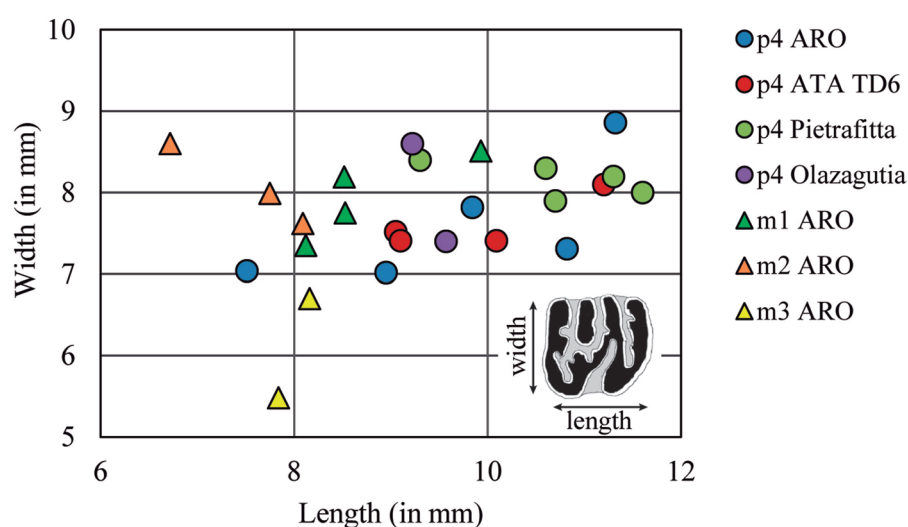 10
9
8
7
6
5
6
8
10
12
Width (in mm)
Length (in mm)
width
length
p4 ARO
p4 ATA TD6
p4 Pietrafitta
p4 Olazagutia
m1 ARO
m2 ARO
m3 ARO